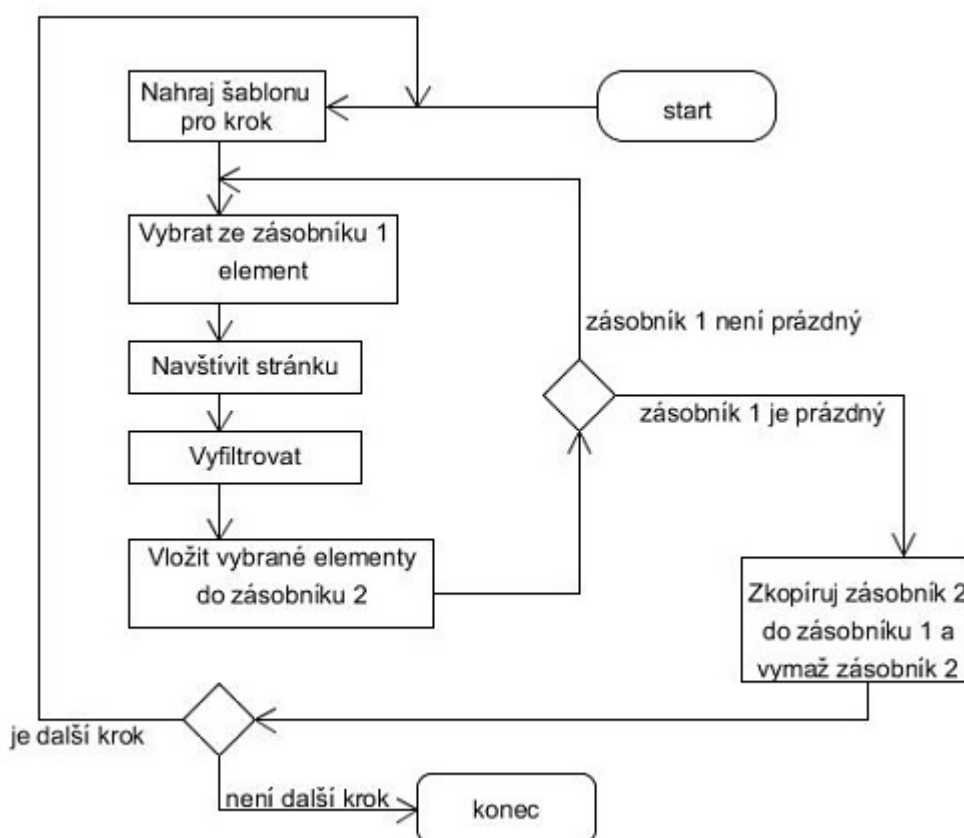 Nahraj šablonu
pro krok
start
Vybrat ze zásobníku 1
element
Navštívit stránku
Vyfiltrovat
Vložit vybrané elementy
do zásobníku 2
zásobník 1 není prázdný
zásobník 1 je prázdný
Zkopíruj zásobník 2
do zásobníku 1 a
vymaž zásobník 2
je další krok
není další krok
konec